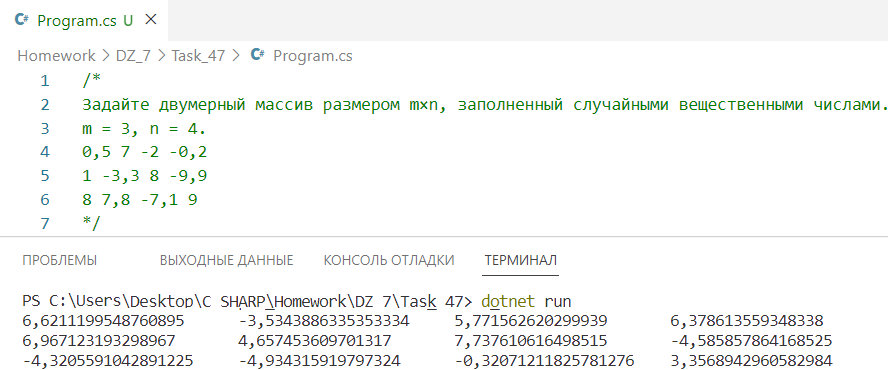 C# Program.cs U ×
Homework > DZ_7 > Task_47 > C# Program.cs
1 /*
2 Задайте двумерный массив размером m×n, заполненный случайными вещественными числами.
3 m = 3, n = 4.
4 0,5 7 -2 -0,2
5 1 -3,3 8 -9,9
6 8 7,8 -7,1 9
7 */
ПРОБЛЕМЫ ВЫХОДНЫЕ ДАННЫЕ КОНСОЛЬ ОТЛАДКИ ТЕРМИНАЛ
PS C:\Users\Desktop\C SHARP\Homework\DZ 7\Task 47> dotnet run
6,6211199548760895 -3,5343886335353334 5,771562620299939 6,378613559348338
6,967123193298967 4,657453609701317 7,737610616498515 -4,585857864168525
-4,3205591042891225 -4,934315919797324 -0,32071211825781276 3,3568942960582984